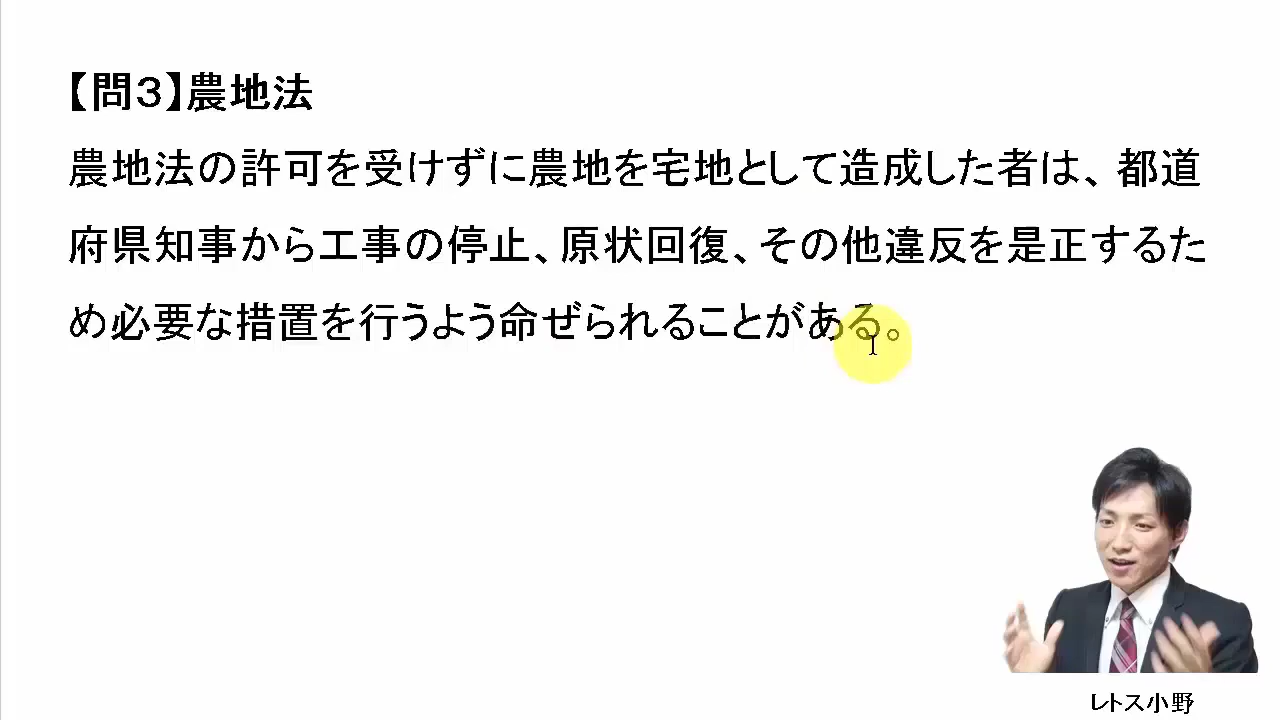 【問3】農地法
農地法の許可を受けずに農地を宅地として造成した者は、都道
府県知事から工事の停止、原状回復、その他違反を是正するた
め必要な措置を行うよう命ぜられることがある。
レトス小野